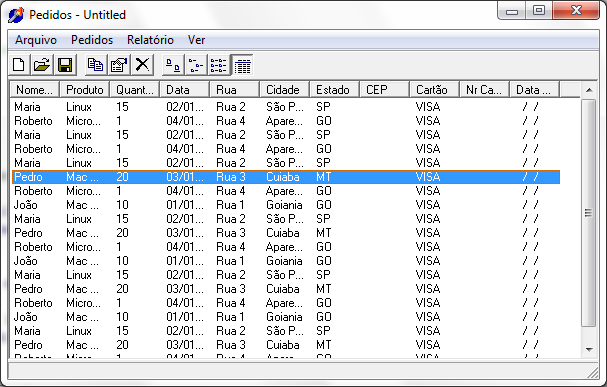 Pedidos - Untitled
Arquivo Pedidos Relatório Ver
Nome... Produto Quant... Data Rua Cidade Estado CEP Cartão Nr Ca... Data ...
Maria Linux 15 02/01... Rua 2 São P... SP VISA / /
Roberto Micro... 1 04/01... Rua 4 Apare... GO VISA / /
Maria Linux 15 02/01... Rua 2 São P... SP VISA / /
Roberto Micro... 1 04/01... Rua 4 Apare... GO VISA / /
Maria Linux 15 02/01... Rua 2 São P... SP VISA / /
Pedro Mac ... 20 03/01... Rua 3 Cuiaba MT VISA / /
Roberto Micro... 1 04/01... Rua 4 Apare... GO VISA / /
João Mac ... 10 01/01... Rua 1 Goiania GO VISA / /
Maria Linux 15 02/01... Rua 2 São P... SP VISA / /
Pedro Mac ... 20 03/01... Rua 3 Cuiaba MT VISA / /
Roberto Micro... 1 04/01... Rua 4 Apare... GO VISA / /
João Mac ... 10 01/01... Rua 1 Goiania GO VISA / /
Maria Linux 15 02/01... Rua 2 São P... SP VISA / /
Pedro Mac ... 20 03/01... Rua 3 Cuiaba MT VISA / /
Roberto Micro... 1 04/01... Rua 4 Apare... GO VISA / /
João Mac ... 10 01/01... Rua 1 Goiania GO VISA / /
Maria Linux 15 02/01... Rua 2 São P... SP VISA / /
Pedro Mac ... 20 03/01... Rua 3 Cuiaba MT VISA / /
Roberto Micro... 1 04/01... Rua 4 Apare... GO VISA / /